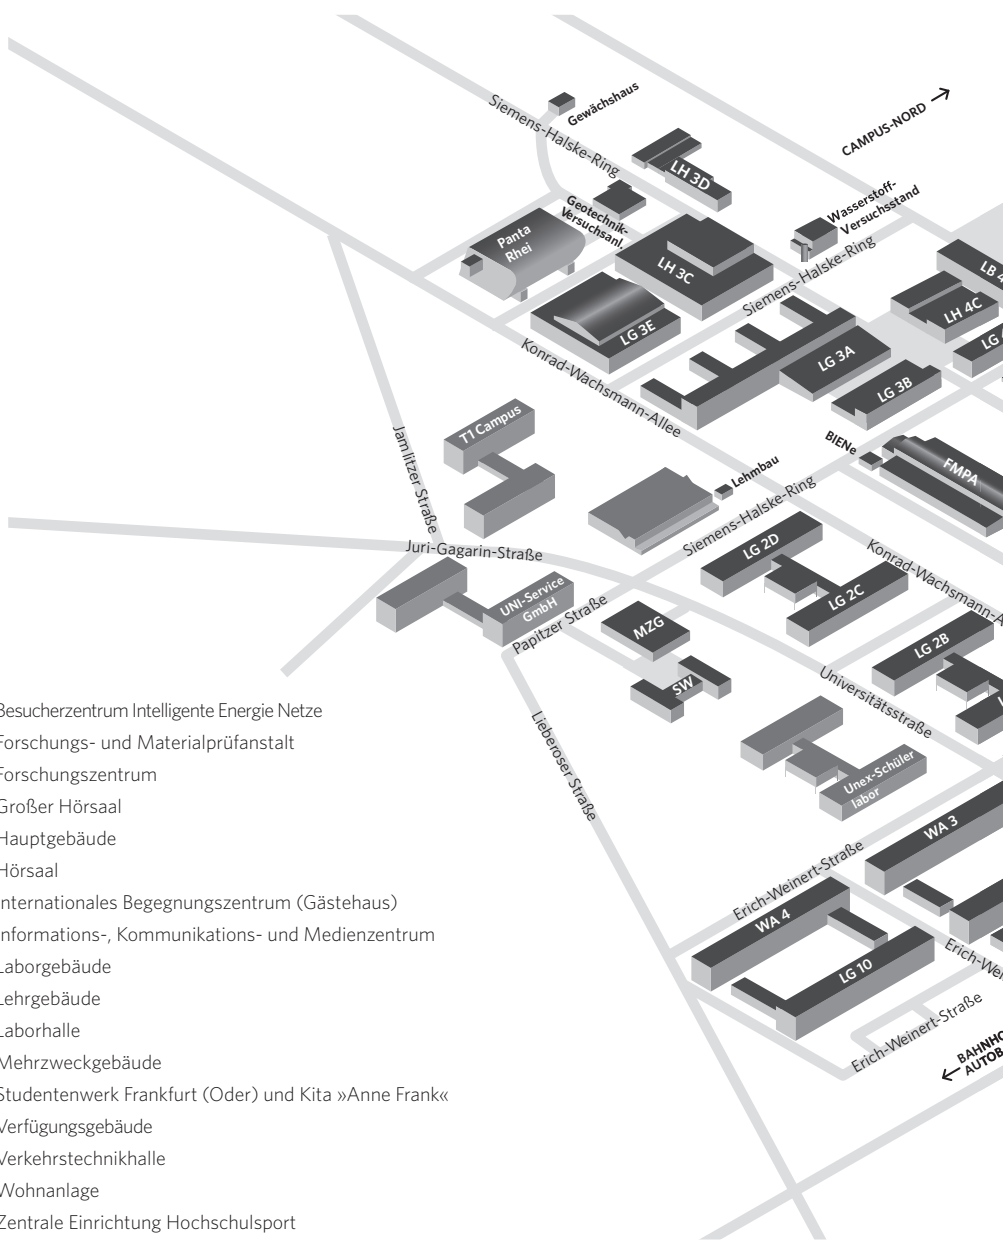 Gewächshaus
Siemens-Halske-Ring
CAMPUS-NORD
LH 3D
Geotechnik-
Versuchsanl.
Wasserstoff-
Versuchsstand
Panta
Rhei
LH 3C
Siemens-Halske-Ring
LH 4C
LG 3E
LG 3A
LG 3B
Konrad-Wachsmann-Allee
T1 Campus
BIENe
FMPA
Lehmbau
Jamlitzer Straße
Siemens-Halske-Ring
LG 2D
Juri-Gagarin-Straße
Konrad-Wachsmann-A
UNI-Service
GmbH
LG 2C
Papitzer Straße
MZG
LG 2B
SW
Universitätsstraße
Lieberoser Straße
Unex-Schüler
labor
WA 3
Erich-Weinert-Straße
WA 4
LG 10
Erich-Wei
Erich-Weinert-Straße
BAHNHO
AUTOB
Besucherzentrum Intelligente Energie Netze
Forschungs- und Materialprüfanstalt
Forschungszentrum
Großer Hörsaal
Hauptgebäude
Hörsaal
Internationales Begegnungszentrum (Gästehaus)
Informations-, Kommunikations- und Medienzentrum
Laborgebäude
Lehrgebäude
Laborhalle
Mehrzweckgebäude
Studentenwerk Frankfurt (Oder) und Kita »Anne Frank«
Verfügungsgebäude
Verkehrstechnikhalle
Wohnanlage
Zentrale Einrichtung Hochschulsport